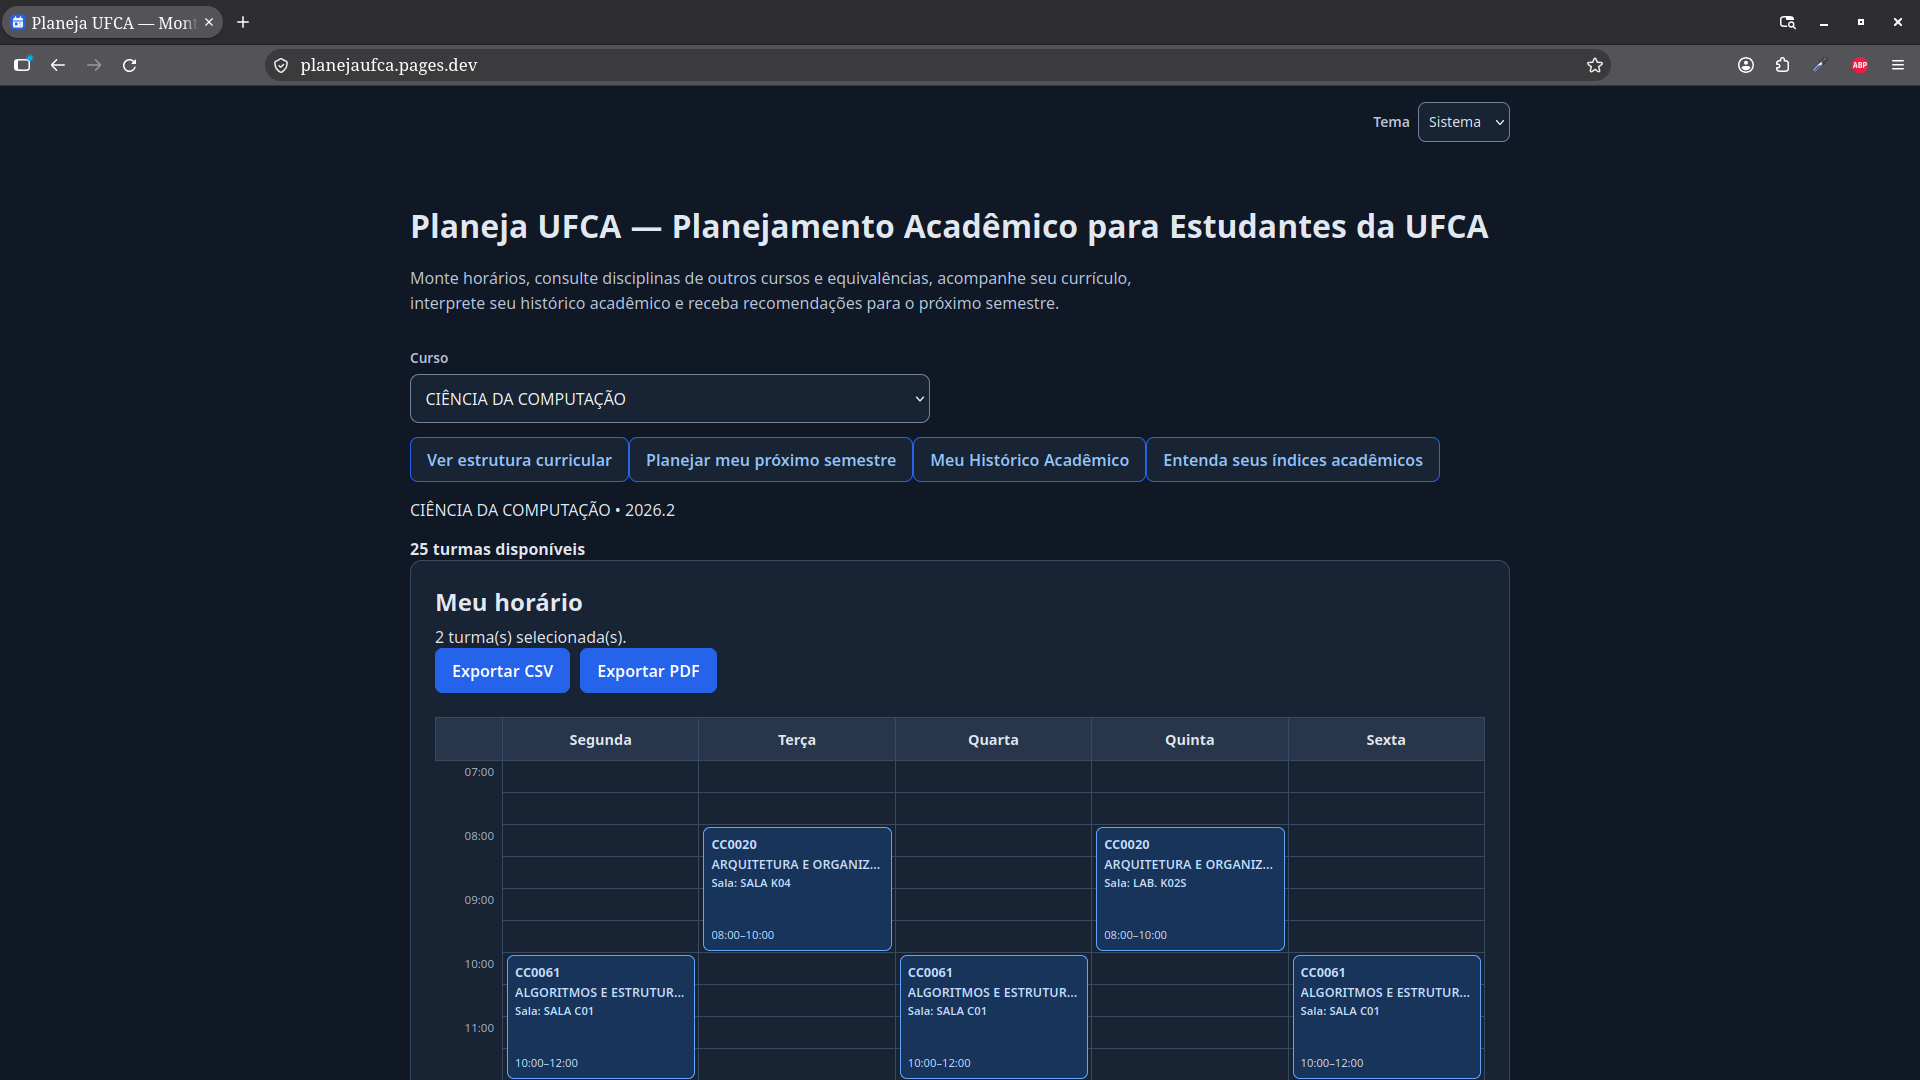 Planeja UFCA — Mon
planejaufca.pages.dev
ABP
Tema
Sistema
Planeja UFCA — Planejamento Acadêmico para Estudantes da UFCA
Monte horários, consulte disciplinas de outros cursos e equivalências, acompanhe seu currículo,
interprete seu histórico acadêmico e receba recomendações para o próximo semestre.
Curso
CIÊNCIA DA COMPUTAÇÃO
Ver estrutura curricular
Planejar meu próximo semestre
Meu Histórico Acadêmico
Entenda seus índices acadêmicos
CIÊNCIA DA COMPUTAÇÃO • 2026.2
25 turmas disponíveis
Meu horário
2 turma(s) selecionada(s).
Exportar CSV
Exportar PDF
Segunda
Terça
Quarta
Quinta
Sexta
07:00
08:00
CC0020
ARQUITETURA E ORGANIZ...
Sala: SALA K04
08:00–10:00
CC0020
ARQUITETURA E ORGANIZ...
Sala: LAB. K02S
08:00–10:00
09:00
10:00
CC0061
ALGORITMOS E ESTRUTUR...
Sala: SALA C01
10:00–12:00
CC0061
ALGORITMOS E ESTRUTUR...
Sala: SALA C01
10:00–12:00
CC0061
ALGORITMOS E ESTRUTUR...
Sala: SALA C01
10:00–12:00
11:00